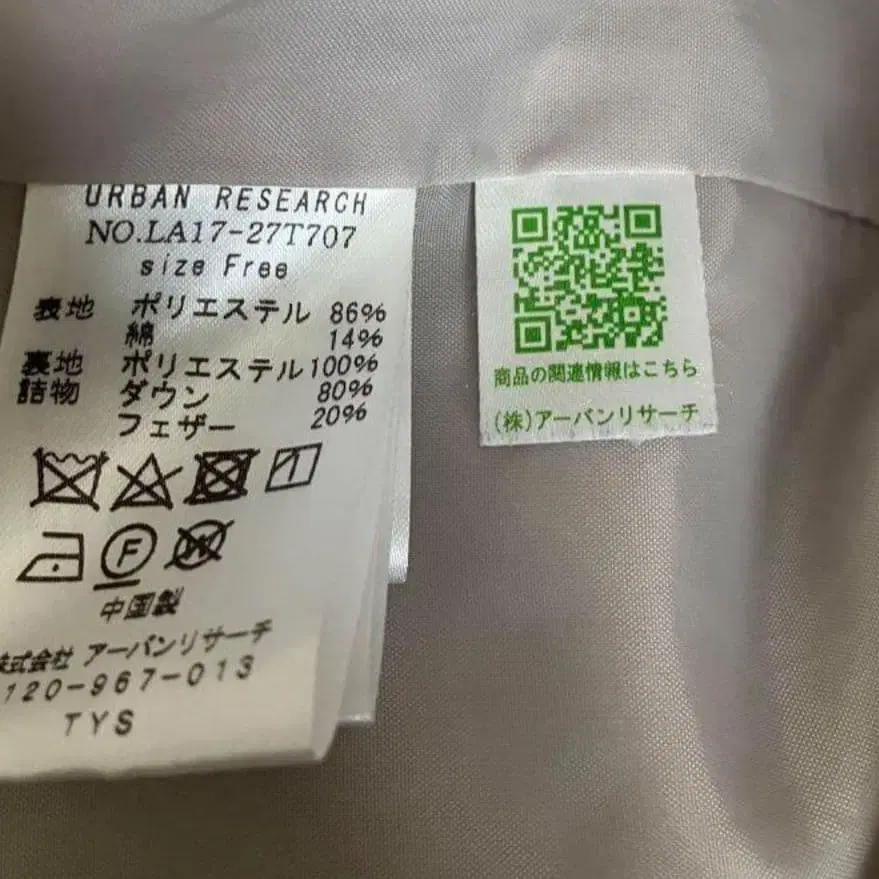 URBAN RESEARCH
NO.LA17-27T707
size Free
表地 ポリエステル 86%
綿 14%
裏地 ポリエステル 100%
詰物 ダウン 80%
フェザー 20%
F
W
中国製
株式会社 アーバンリサーチ
120-967-013
TYS
商品の関連情報はこちら
(株)アーバンリサーチ